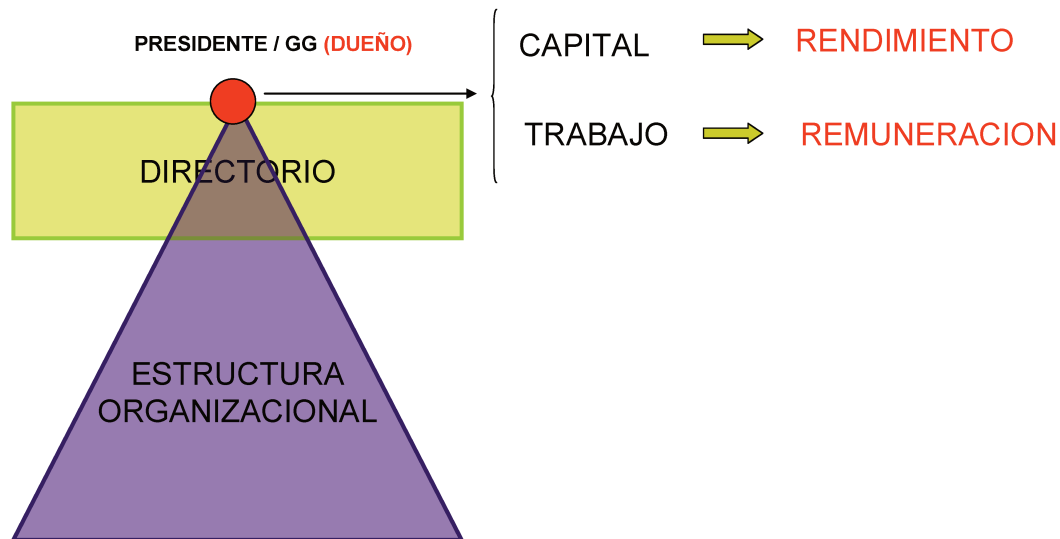 PRESIDENTE / GG (DUEÑO)
CAPITAL
RENDIMIENTO
TRABAJO
REMUNERACION
DIRECTORIO
ESTRUCTURA
ORGANIZACIONAL